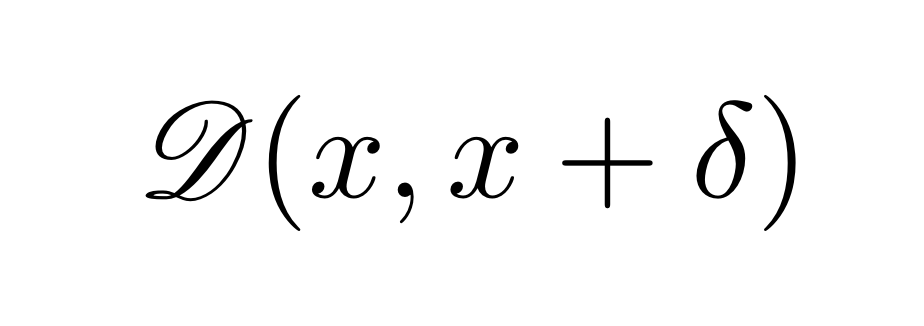 𝒟(x, x + δ)